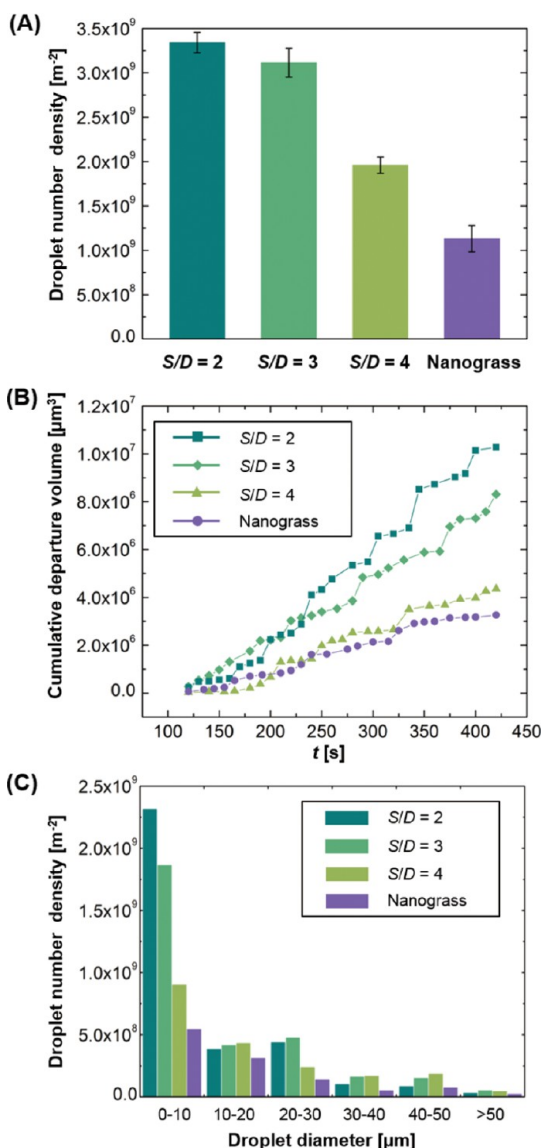 (A)
Droplet number density [m⁻²]
3.5x10⁹
3.0x10⁹
2.5x10⁹
2.0x10⁹
1.5x10⁹
1.0x10⁹
5.0x10⁸
0.0
S/D = 2 S/D = 3 S/D = 4 Nanograss
(B)
Cumulative departure volume [µm³]
1.2x10⁷
1.0x10⁷
8.0x10⁶
6.0x10⁶
4.0x10⁶
2.0x10⁶
0.0
S/D = 2
S/D = 3
S/D = 4
Nanograss
100 150 200 250 300 350 400 450
t [s]
(C)
Droplet number density [m⁻²]
2.5x10⁹
2.0x10⁹
1.5x10⁹
1.0x10⁹
5.0x10⁸
0.0
S/D = 2
S/D = 3
S/D = 4
Nanograss
0-10 10-20 20-30 30-40 40-50 >50
Droplet diameter [µm]